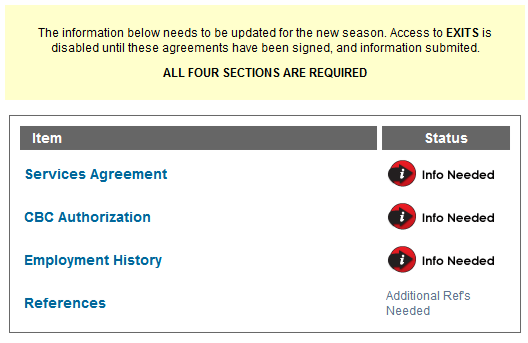 The information below needs to be updated for the new season. Access to EXITS is
disabled until these agreements have been signed, and information submited.
ALL FOUR SECTIONS ARE REQUIRED
Item Status
Services Agreement Info Needed
CBC Authorization Info Needed
Employment History Info Needed
References Additional Ref's
Needed